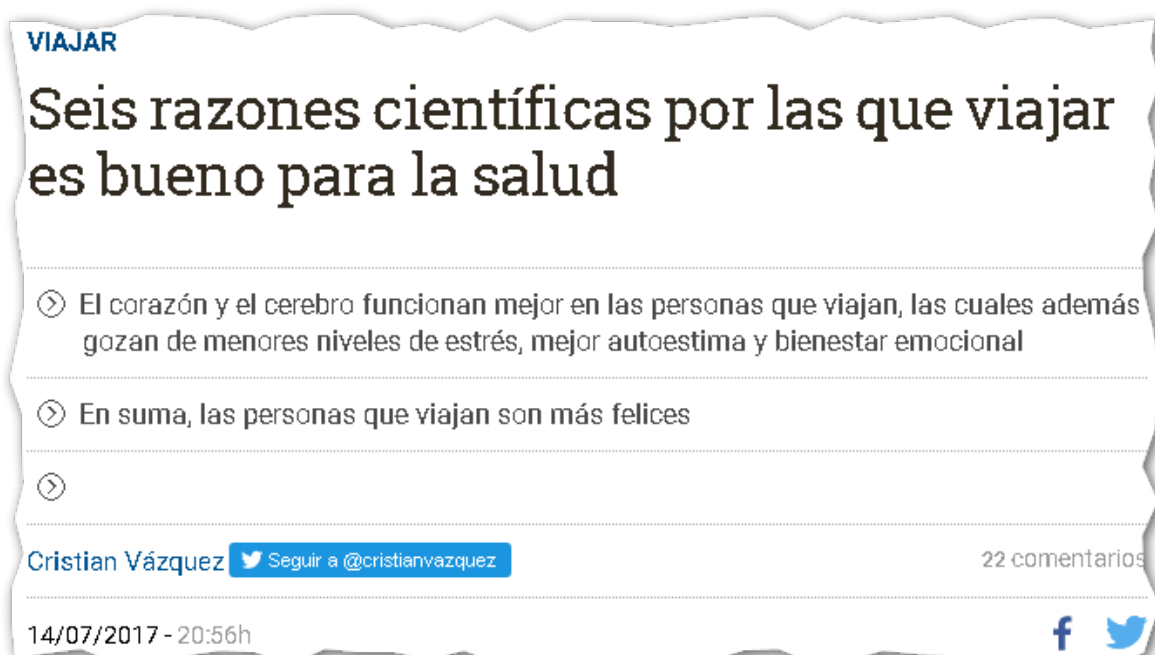 VIAJAR
Seis razones científicas por las que viajar
es bueno para la salud
El corazón y el cerebro funcionan mejor en las personas que viajan, las cuales además
gozan de menores niveles de estrés, mejor autoestima y bienestar emocional
En suma, las personas que viajan son más felices
Cristian Vázquez Seguir a @cristianvazquez 22 comentarios
14/07/2017 - 20:56h